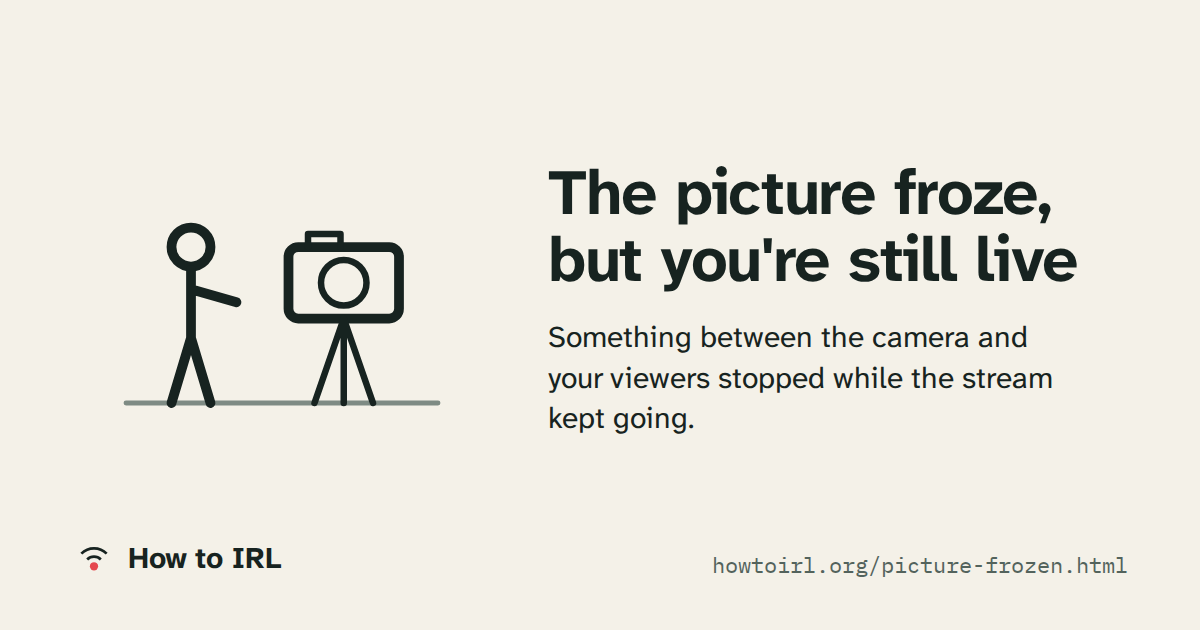 The picture froze,
but you're still live
Something between the camera and
your viewers stopped while the stream
kept going.
How to IRL
howtoirl.org/picture-frozen.html